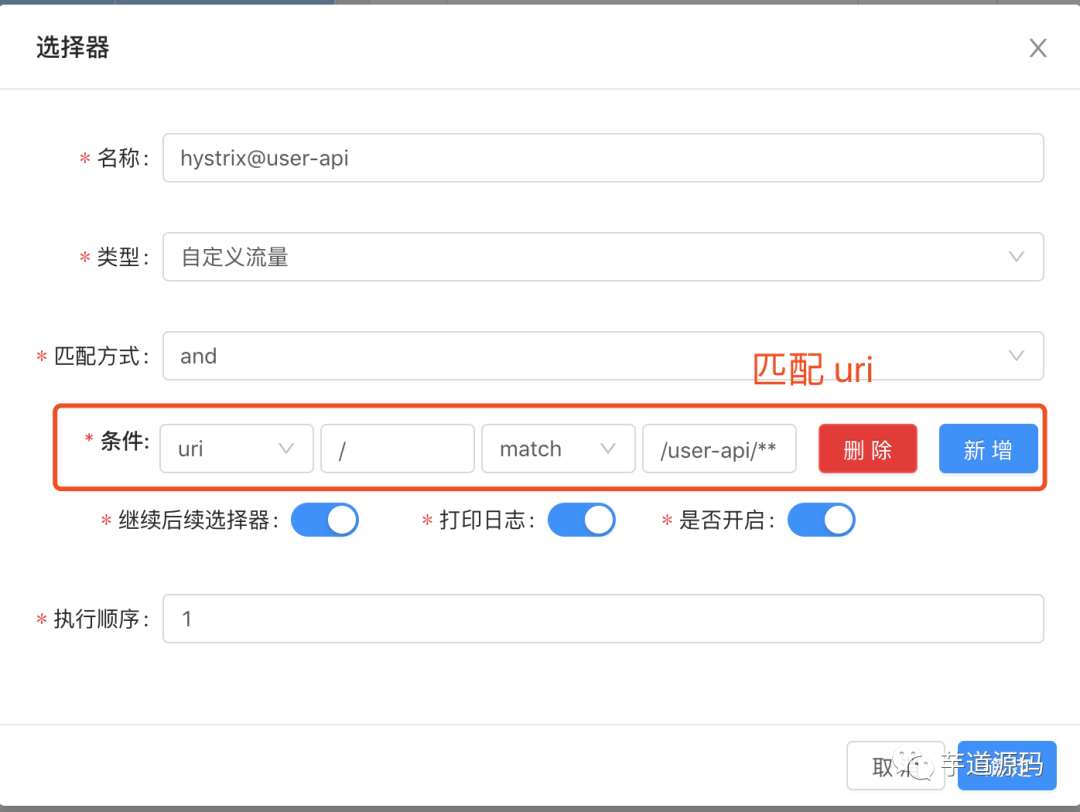 选择器
* 名称: hystrix@user-api
* 类型: 自定义流量
* 匹配方式: and
匹配 uri
* 条件: uri / match /user-api/** 删 除 新 增
* 继续后续选择器: * 打印日志: * 是否开启:
* 执行顺序: 1
取 芋道源码